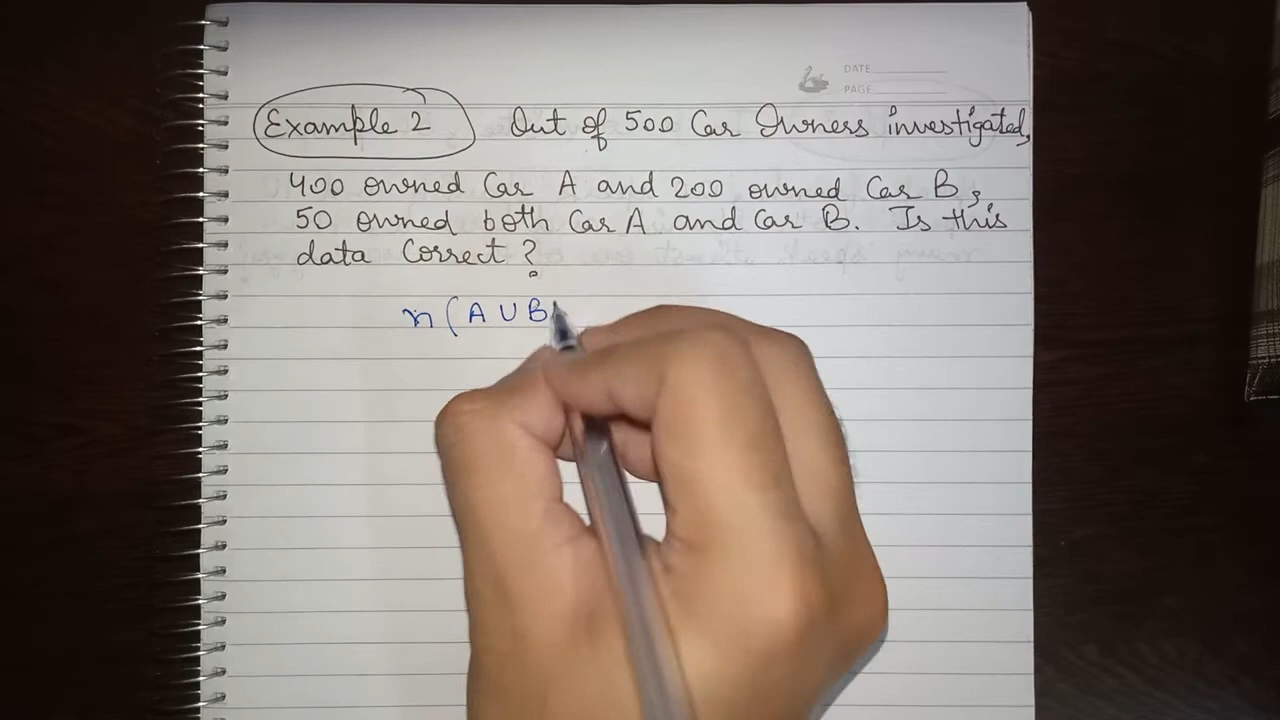 DATE
PAGE
Example 2 Out of 500 Car Owners investigated,
400 owned Car A and 200 owned Car B,
50 owned both Car A and Car B. Is this
data Correct ?
n (A ∪ B